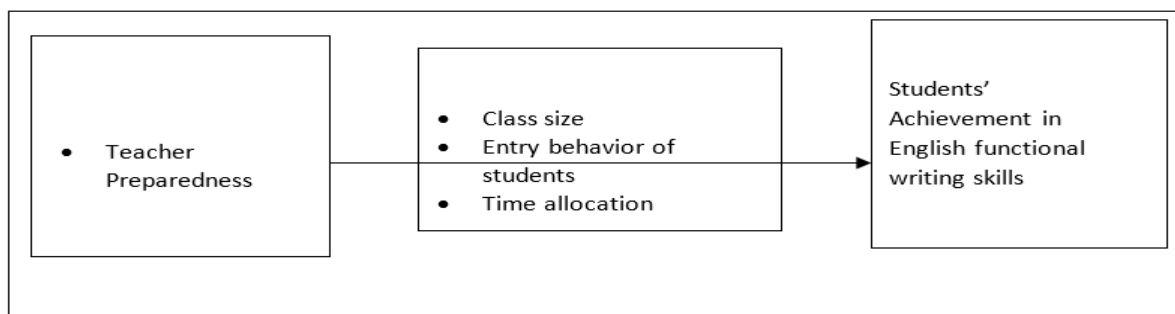 • Teacher
Preparedness
• Class size
• Entry behavior of
students
• Time allocation
Students’
Achievement in
English functional
writing skills